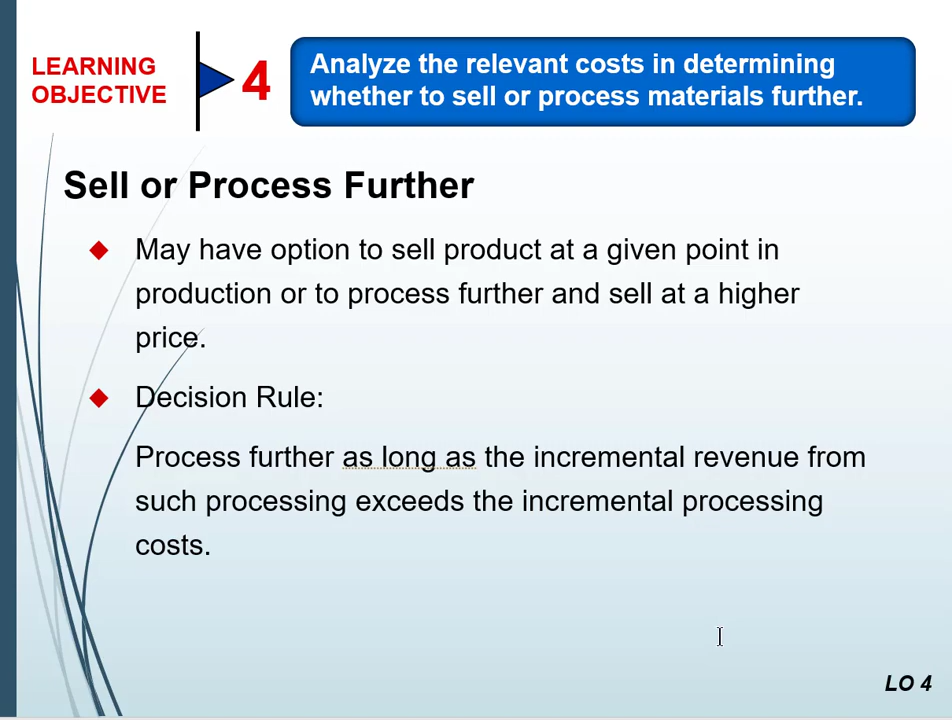 LEARNING
OBJECTIVE
4
Analyze the relevant costs in determining
whether to sell or process materials further.
Sell or Process Further
May have option to sell product at a given point in
production or to process further and sell at a higher
price.
Decision Rule:
Process further as long as the incremental revenue from
such processing exceeds the incremental processing
costs.
LO 4